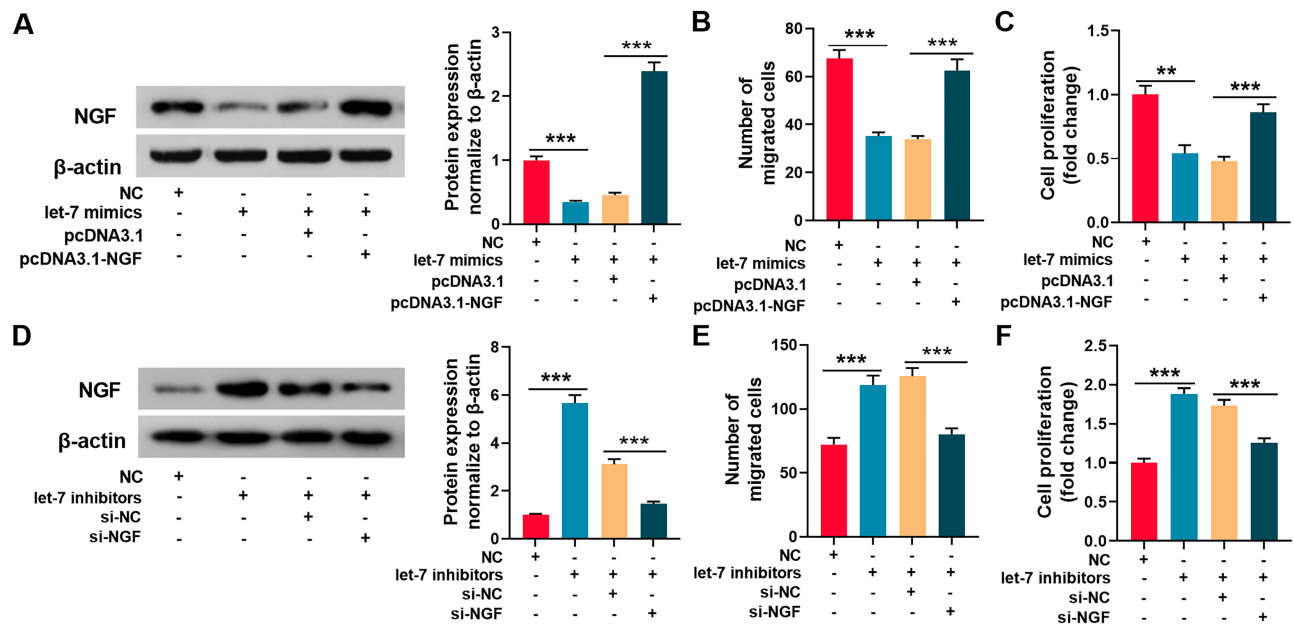 A
NGF
β-actin
NC + - - -
let-7 mimics - + + +
pcDNA3.1 - - + -
pcDNA3.1-NGF - - - +
Protein expression
normalize to β-actin
3
2
1
0
***
***
NC + - - -
let-7 mimics - + + +
pcDNA3.1 - - + -
pcDNA3.1-NGF - - - +
B
Number of
migrated cells
80
60
40
20
0
***
***
NC + - - -
let-7 mimics - + + +
pcDNA3.1 - - + -
pcDNA3.1-NGF - - - +
C
Cell proliferation
(fold change)
1.5
1.0
0.5
0.0
**
***
NC + - - -
let-7 mimics - + + +
pcDNA3.1 - - + -
pcDNA3.1-NGF - - - +
D
NGF
β-actin
NC + - - -
let-7 inhibitors - + + +
si-NC - - + -
si-NGF - - - +
Protein expression
normalize to β-actin
8
6
4
2
0
***
***
NC + - - -
let-7 inhibitors - + + +
si-NC - - + -
si-NGF - - - +
E
Number of
migrated cells
150
100
50
0
***
***
NC + - - -
let-7 inhibitors - + + +
si-NC - - + -
si-NGF - - - +
F
Cell proliferation
(fold change)
2.5
2.0
1.5
1.0
0.5
0.0
***
***
NC + - - -
let-7 inhibitors - + + +
si-NC - - + -
si-NGF - - - +